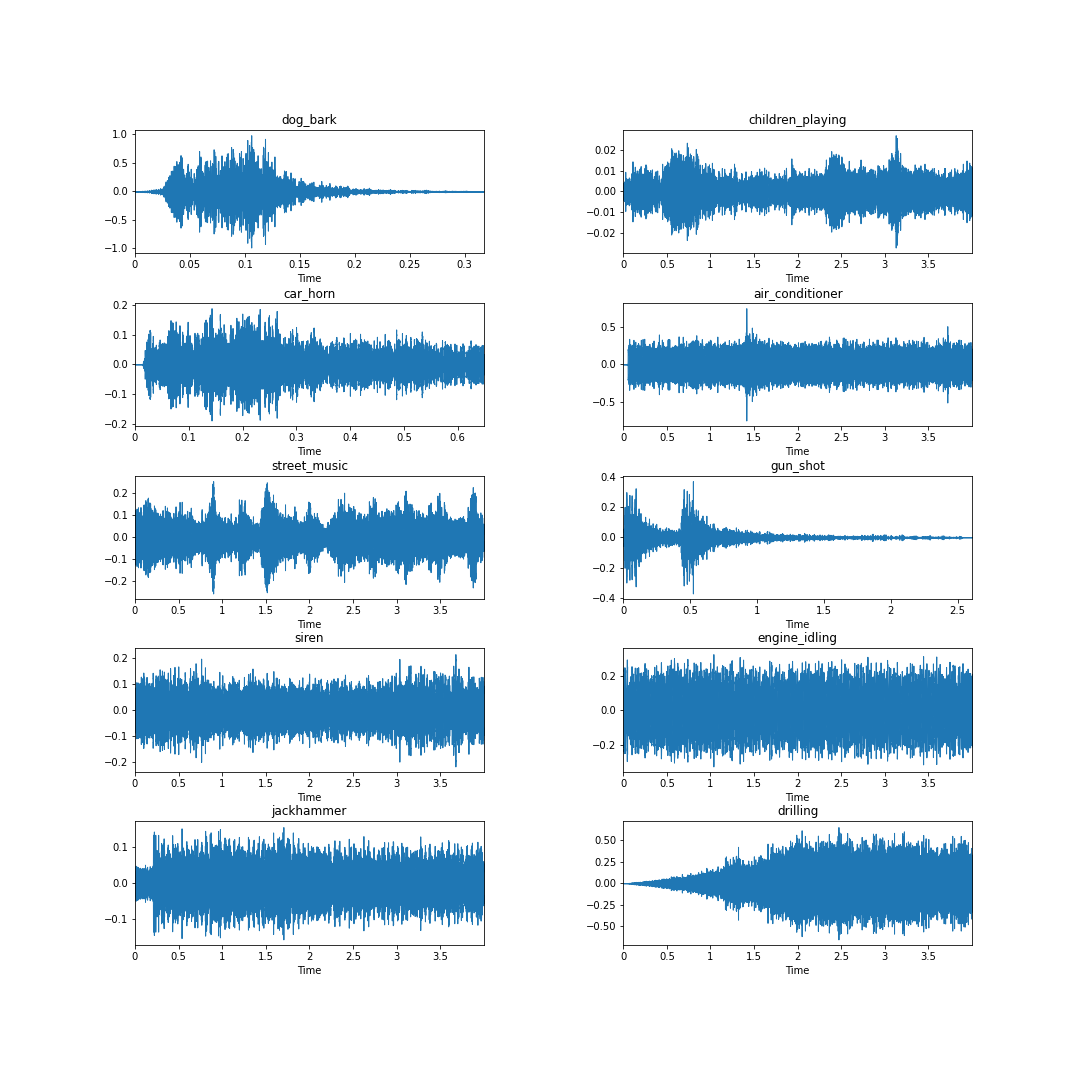 dog_bark
1.0
0.5
0.0
−0.5
−1.0
0 0.05 0.1 0.15 0.2 0.25 0.3
Time
children_playing
0.02
0.01
0.00
−0.01
−0.02
0 0.5 1 1.5 2 2.5 3 3.5
Time
car_horn
0.2
0.1
0.0
−0.1
−0.2
0 0.1 0.2 0.3 0.4 0.5 0.6
Time
air_conditioner
0.5
0.0
−0.5
0 0.5 1 1.5 2 2.5 3 3.5
Time
street_music
0.2
0.1
0.0
−0.1
−0.2
0 0.5 1 1.5 2 2.5 3 3.5
Time
gun_shot
0.4
0.2
0.0
−0.2
−0.4
0 0.5 1 1.5 2 2.5
Time
siren
0.2
0.1
0.0
−0.1
−0.2
0 0.5 1 1.5 2 2.5 3 3.5
Time
engine_idling
0.2
0.0
−0.2
0 0.5 1 1.5 2 2.5 3 3.5
Time
jackhammer
0.1
0.0
−0.1
0 0.5 1 1.5 2 2.5 3 3.5
Time
drilling
0.50
0.25
0.00
−0.25
−0.50
0 0.5 1 1.5 2 2.5 3 3.5
Time